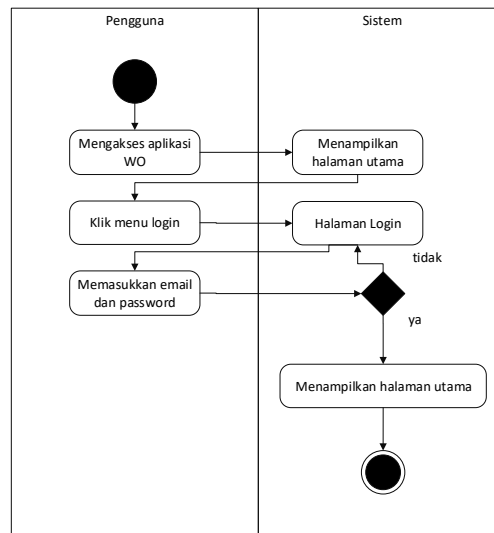 Pengguna
Sistem
Mengakses aplikasi
WO
Menampilkan
halaman utama
Klik menu login
Halaman Login
Memasukkan email
dan password
tidak
ya
Menampilkan halaman utama